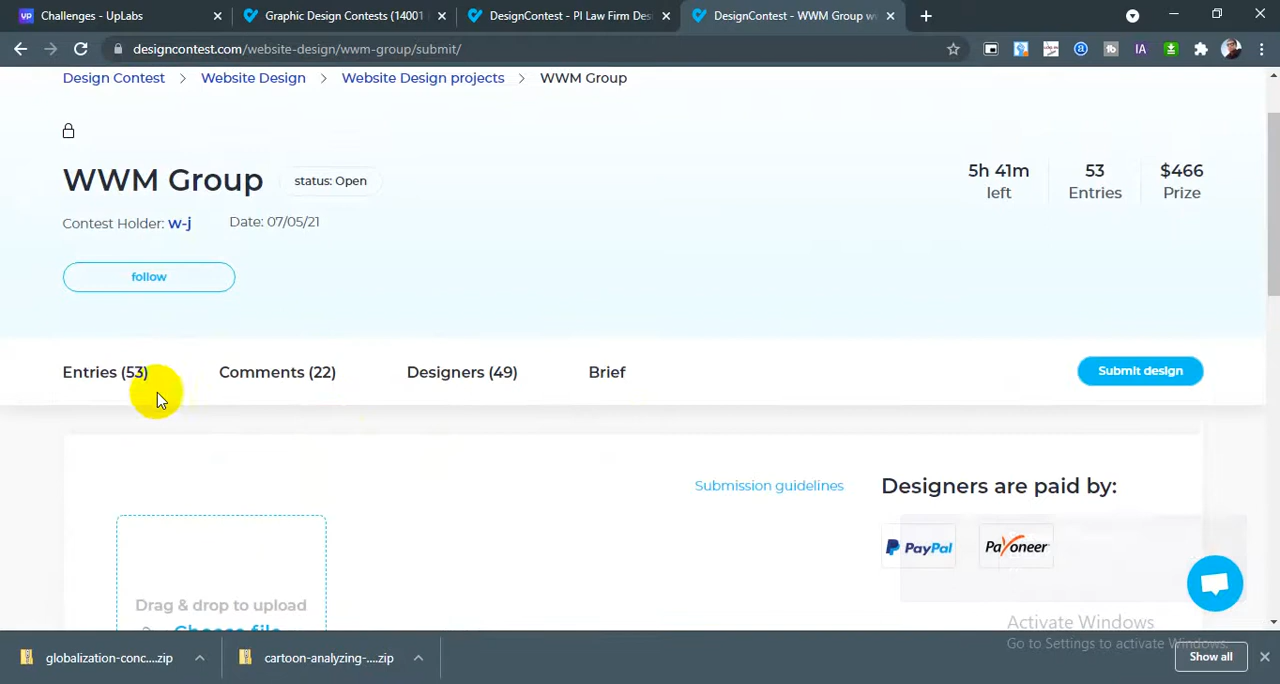 Challenges - UpLabs
Graphic Design Contests (14001
DesignContest - PI Law Firm Des
DesignContest - WWM Group w
designcontest.com/website-design/wwm-group/submit/
Design Contest > Website Design > Website Design projects > WWM Group
WWM Group status: Open
Contest Holder: w-j Date: 07/05/21
5h 41m left
53 Entries
$466 Prize
follow
Entries (53) Comments (22) Designers (49) Brief Submit design
Submission guidelines
Designers are paid by:
PayPal Payoneer
Drag & drop to upload
Choose file
Activate Windows
Go to Settings to activate Windows.
globalization-conc....zip
cartoon-analyzing-....zip
Show all